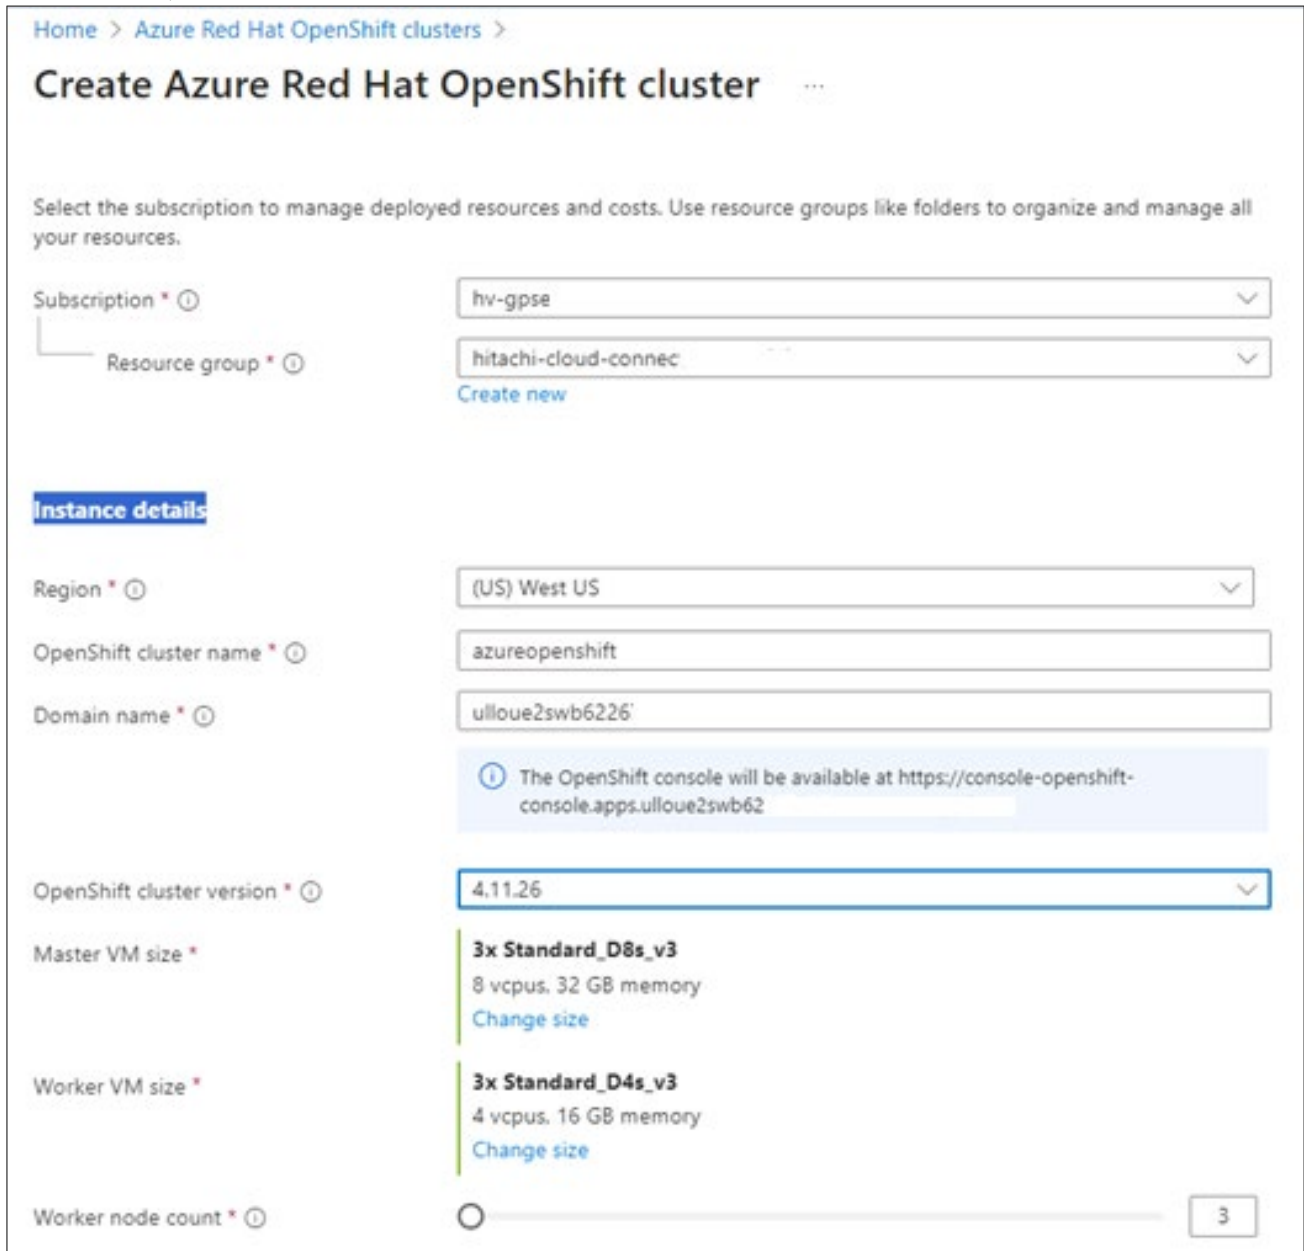 Home > Azure Red Hat OpenShift clusters >
Create Azure Red Hat OpenShift cluster ...
Select the subscription to manage deployed resources and costs. Use resource groups like folders to organize and manage all
your resources.
Subscription * hv-gpse
Resource group * hitachi-cloud-connec
Create new
Instance details
Region * (US) West US
OpenShift cluster name * azureopenshift
Domain name * ulloue2swb6226
The OpenShift console will be available at https://console-openshift-
console.apps.ulloue2swb62
OpenShift cluster version * 4.11.26
Master VM size * 3x Standard_D8s_v3
8 vcpus, 32 GB memory
Change size
Worker VM size * 3x Standard_D4s_v3
4 vcpus, 16 GB memory
Change size
Worker node count * 3